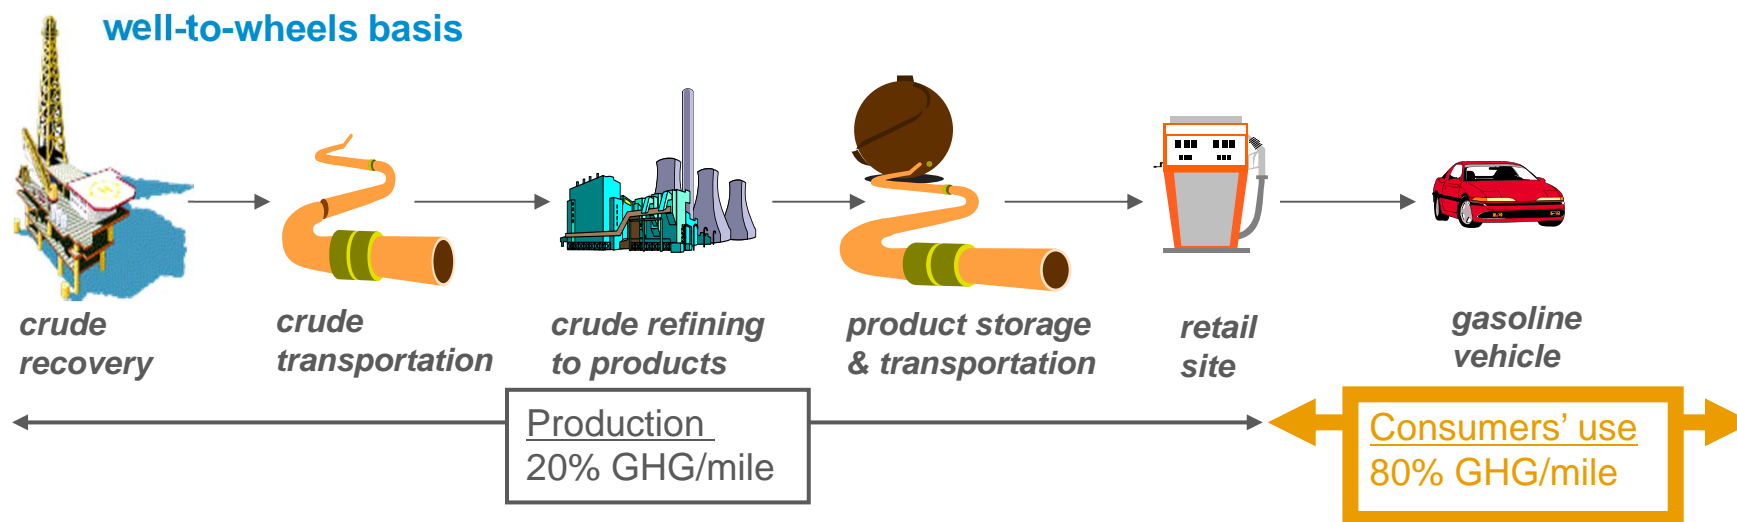 well-to-wheels basis
crude
recovery
crude
transportation
crude refining
to products
product storage
& transportation
retail
site
gasoline
vehicle
Production
20% GHG/mile
Consumers’ use
80% GHG/mile